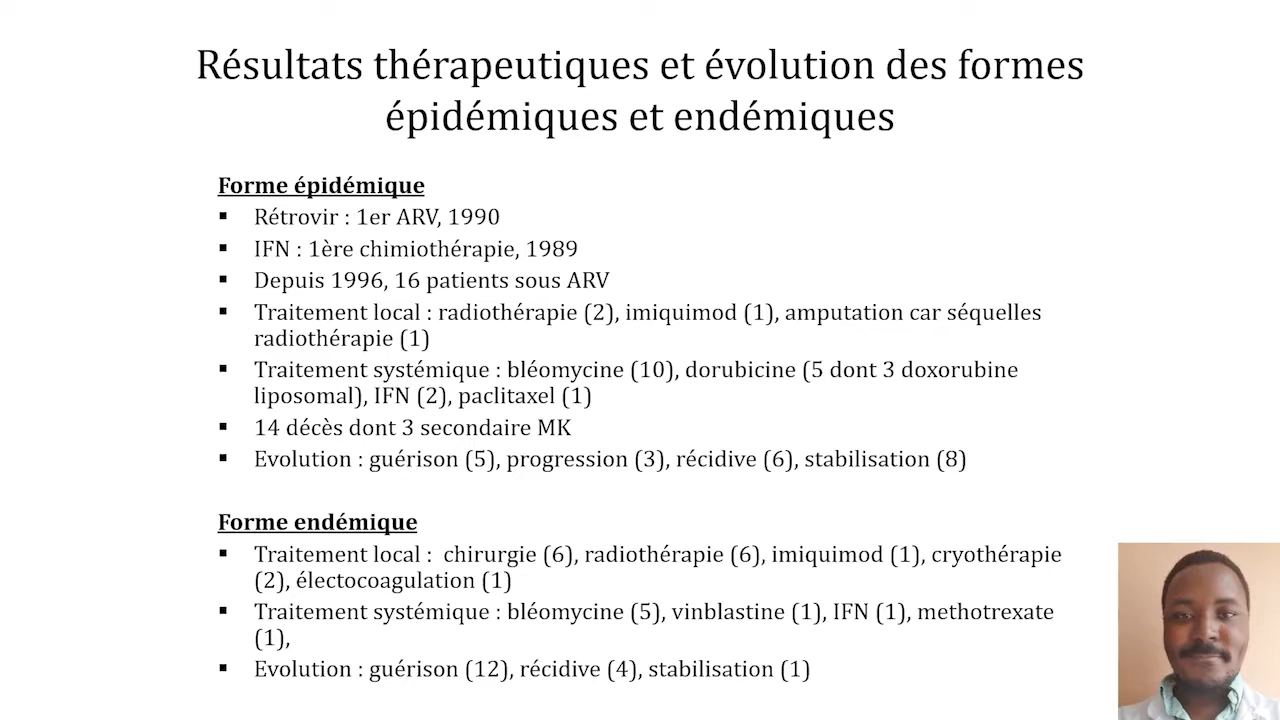 Résultats thérapeutiques et évolution des formes
épidémiques et endémiques
Forme épidémique
▪ Rétrovir : 1er ARV, 1990
▪ IFN : 1ère chimiothérapie, 1989
▪ Depuis 1996, 16 patients sous ARV
▪ Traitement local : radiothérapie (2), imiquimod (1), amputation car séquelles
radiothérapie (1)
▪ Traitement systémique : bléomycine (10), dorubicine (5 dont 3 doxorubine
liposomal), IFN (2), paclitaxel (1)
▪ 14 décès dont 3 secondaire MK
▪ Evolution : guérison (5), progression (3), récidive (6), stabilisation (8)
Forme endémique
▪ Traitement local : chirurgie (6), radiothérapie (6), imiquimod (1), cryothérapie
(2), électocoagulation (1)
▪ Traitement systémique : bléomycine (5), vinblastine (1), IFN (1), methotrexate
(1),
▪ Evolution : guérison (12), récidive (4), stabilisation (1)